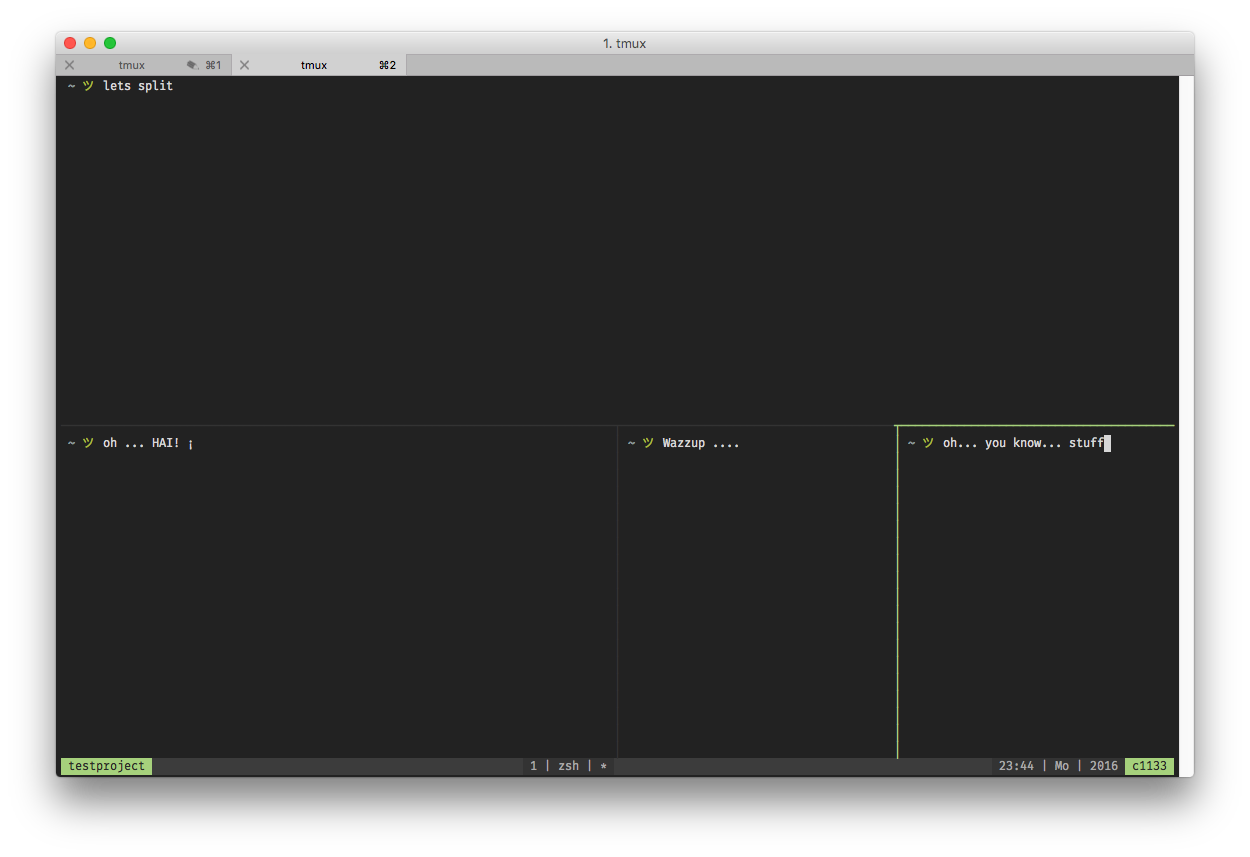 1. tmux
tmux ⌘1 tmux ⌘2
~ ツ lets split
~ ツ oh ... HAI! ¡
~ ツ Wazzup ....
~ ツ oh... you know... stuff
testproject 1 | zsh | * 23:44 | Mo | 2016 c1133